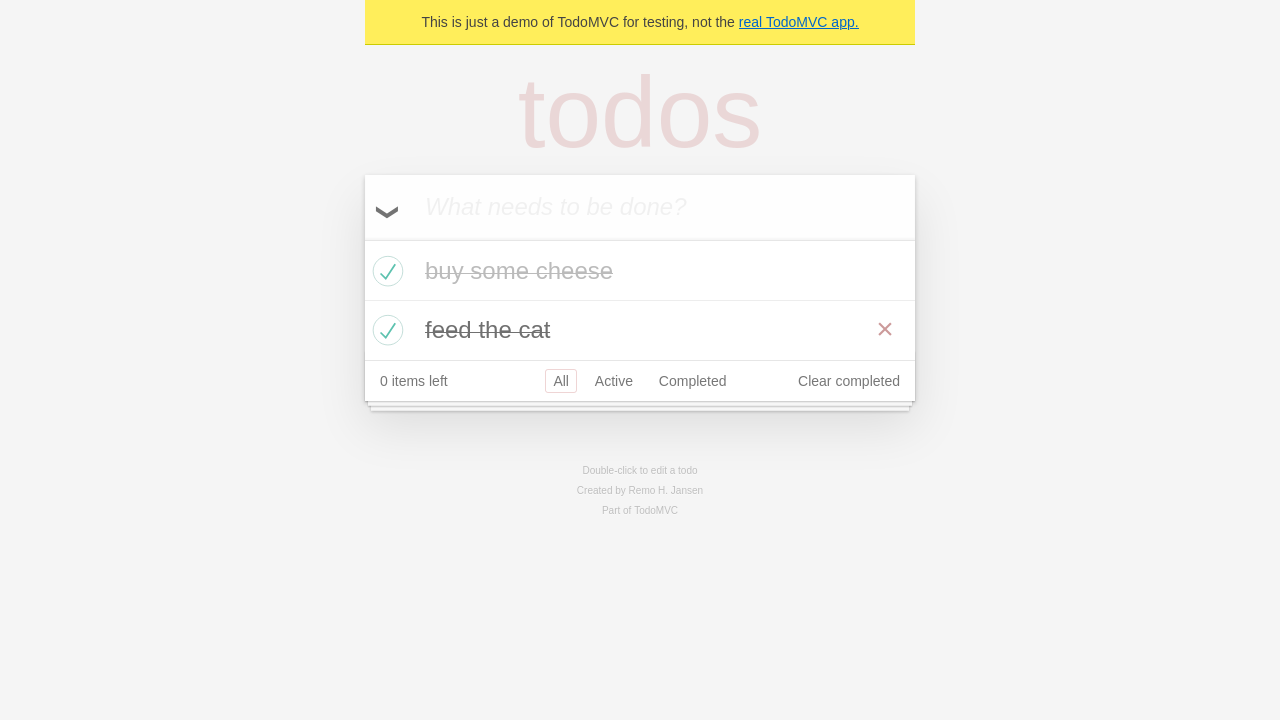 This is just a demo of TodoMVC for testing, not the real TodoMVC app.
todos
What needs to be done?
buy some cheese
feed the cat
0 items left All Active Completed Clear completed
Double-click to edit a todo
Created by Remo H. Jansen
Part of TodoMVC